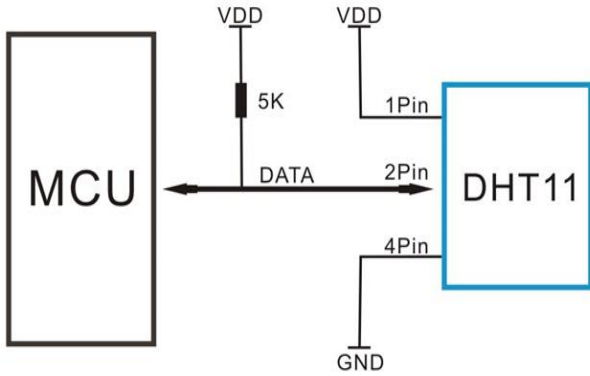 VDD
VDD
5K
1Pin
MCU
DATA
2Pin
DHT11
4Pin
GND